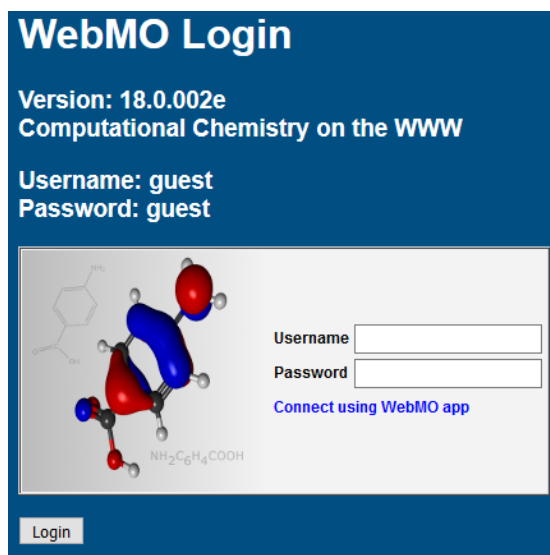 WebMO Login
Version: 18.0.002e
Computational Chemistry on the WWW
Username: guest
Password: guest
NH₂
OH
O
NH₂C₆H₄COOH
Username
Password
Connect using WebMO app
Login